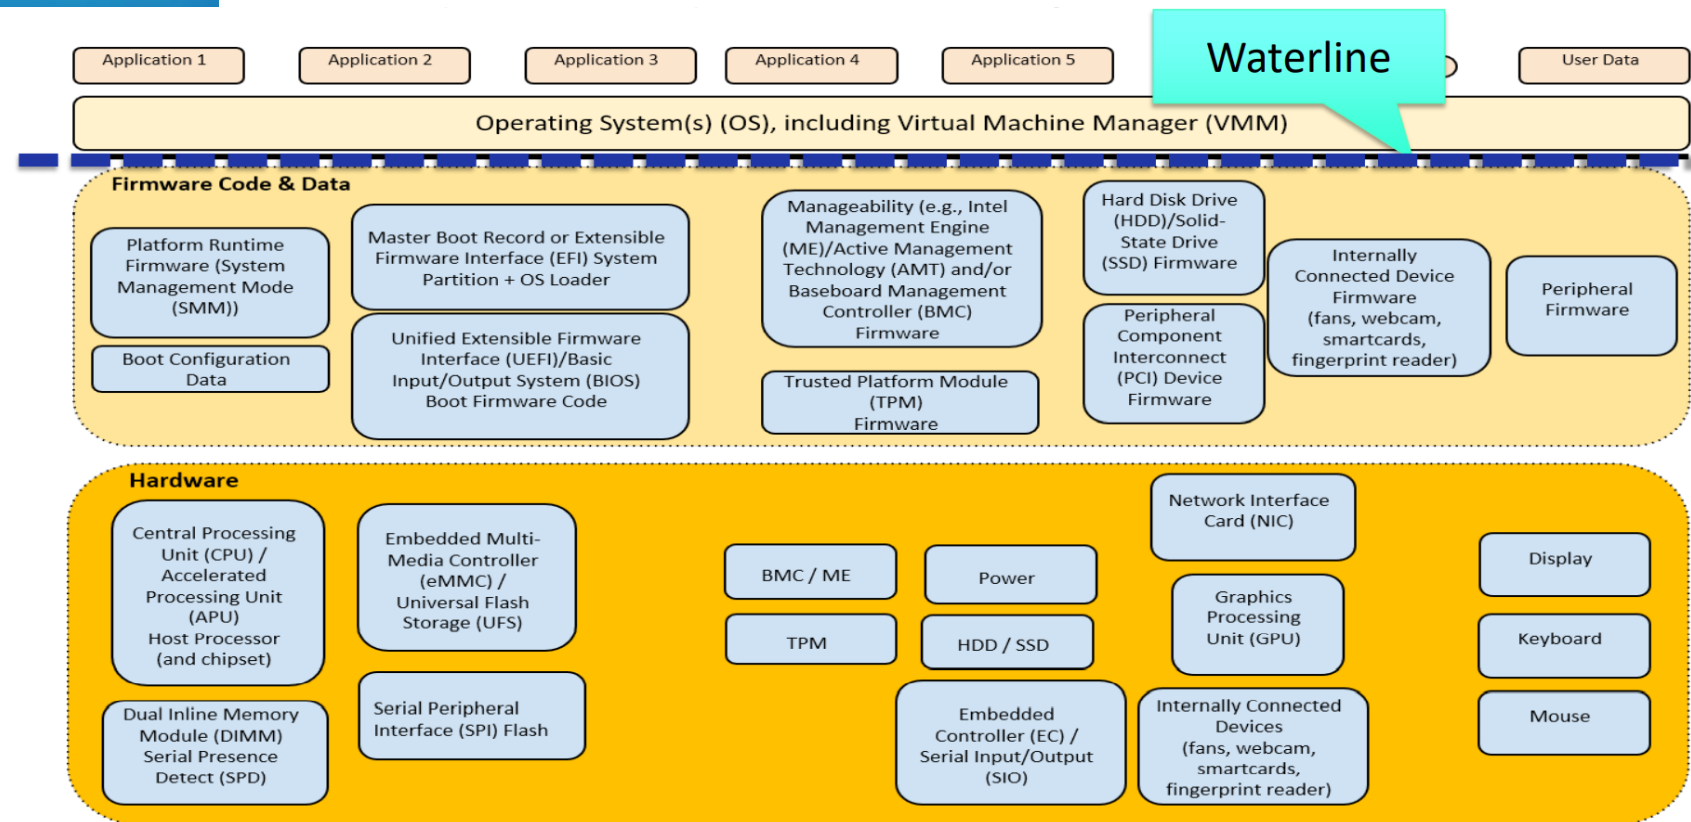 Application 1
Application 2
Application 3
Application 4
Application 5
Waterline
User Data
Operating System(s) (OS), including Virtual Machine Manager (VMM)
Firmware Code & Data
Platform Runtime
Firmware (System
Management Mode
(SMM))
Boot Configuration
Data
Master Boot Record or Extensible
Firmware Interface (EFI) System
Partition + OS Loader
Unified Extensible Firmware
Interface (UEFI)/Basic
Input/Output System (BIOS)
Boot Firmware Code
Manageability (e.g., Intel
Management Engine
(ME)/Active Management
Technology (AMT) and/or
Baseboard Management
Controller (BMC)
Firmware
Trusted Platform Module
(TPM)
Firmware
Hard Disk Drive
(HDD)/Solid-
State Drive
(SSD) Firmware
Peripheral
Component
Interconnect
(PCI) Device
Firmware
Internally
Connected Device
Firmware
(fans, webcam,
smartcards,
fingerprint reader)
Peripheral
Firmware
Hardware
Central Processing
Unit (CPU) /
Accelerated
Processing Unit
(APU)
Host Processor
(and chipset)
Dual Inline Memory
Module (DIMM)
Serial Presence
Detect (SPD)
Embedded Multi-
Media Controller
(eMMC) /
Universal Flash
Storage (UFS)
Serial Peripheral
Interface (SPI) Flash
BMC / ME
TPM
Power
HDD / SSD
Embedded
Controller (EC) /
Serial Input/Output
(SIO)
Network Interface
Card (NIC)
Graphics
Processing
Unit (GPU)
Internally Connected
Devices
(fans, webcam,
smartcards,
fingerprint reader)
Display
Keyboard
Mouse